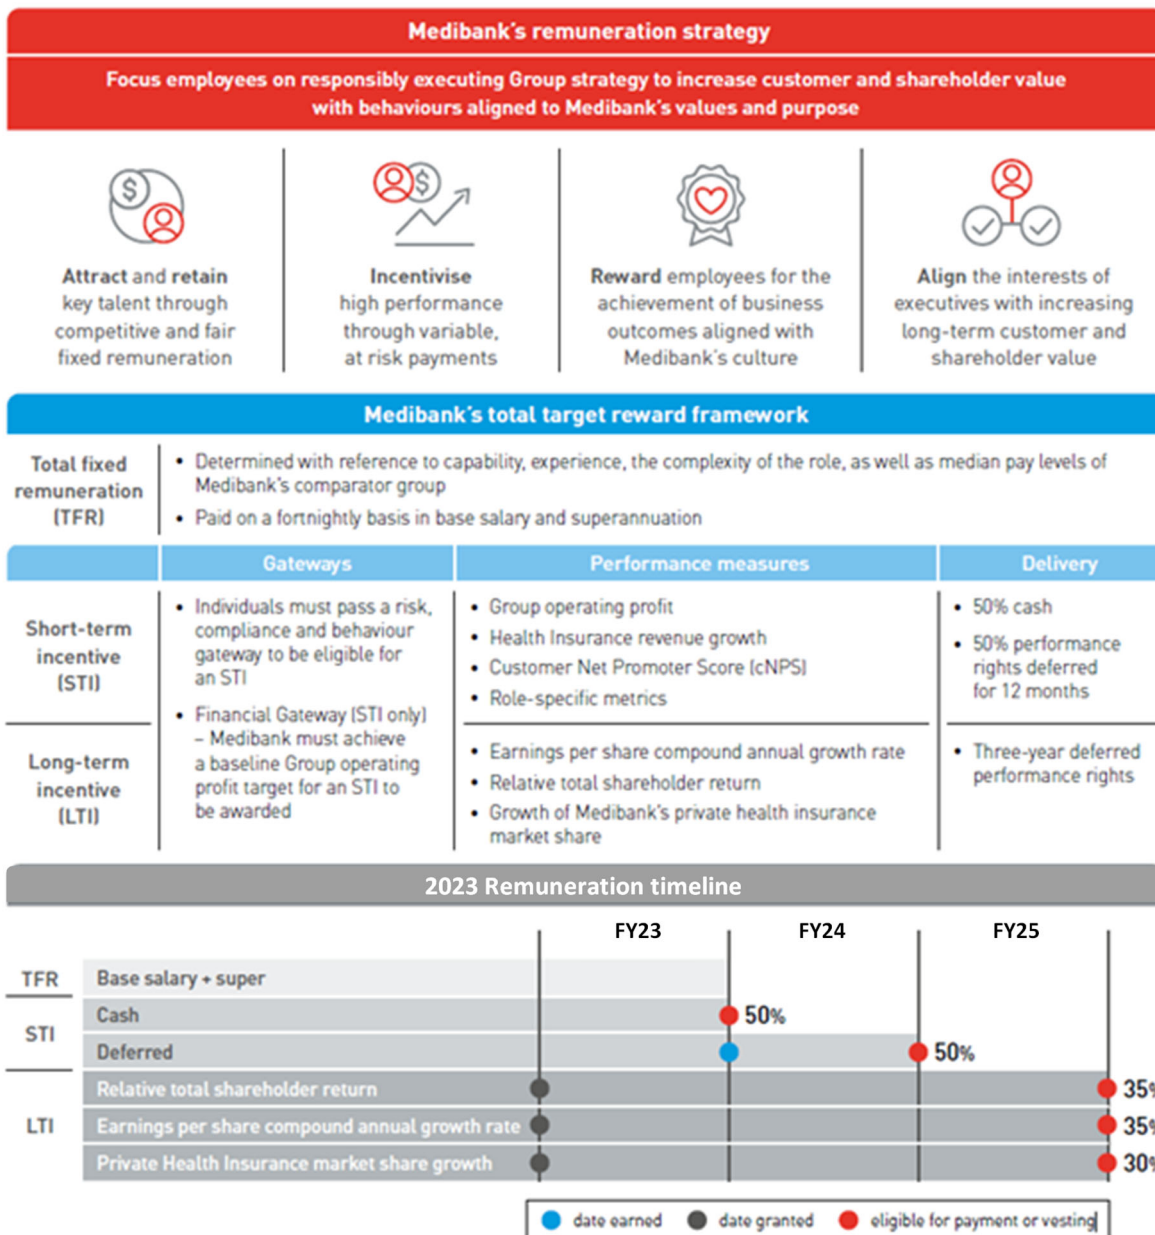 Medibank's remuneration strategy
Focus employees on responsibly executing Group strategy to increase customer and shareholder value
with behaviours aligned to Medibank's values and purpose
Attract and retain
key talent through
competitive and fair
fixed remuneration
Incentivise
high performance
through variable,
at risk payments
Reward employees for the
achievement of business
outcomes aligned with
Medibank's culture
Align the interests of
executives with increasing
long-term customer and
shareholder value
Medibank's total target reward framework
Total fixed
remuneration
(TFR)
• Determined with reference to capability, experience, the complexity of the role, as well as median pay levels of
Medibank's comparator group
• Paid on a fortnightly basis in base salary and superannuation
Gateways
Performance measures
Delivery
Short-term
incentive
(STI)
Long-term
incentive
(LTI)
• Individuals must pass a risk,
compliance and behaviour
gateway to be eligible for
an STI
• Financial Gateway (STI only)
– Medibank must achieve
a baseline Group operating
profit target for an STI to
be awarded
• Group operating profit
• Health Insurance revenue growth
• Customer Net Promoter Score (cNPS)
• Role-specific metrics
• 50% cash
• 50% performance
rights deferred
for 12 months
• Earnings per share compound annual growth rate
• Relative total shareholder return
• Growth of Medibank's private health insurance
market share
• Three-year deferred
performance rights
2023 Remuneration timeline
FY23 FY24 FY25
TFR
Base salary + super
STI
Cash 50%
Deferred 50%
LTI
Relative total shareholder return 35%
Earnings per share compound annual growth rate 35%
Private Health Insurance market share growth 30%
date earned date granted eligible for payment or vesting